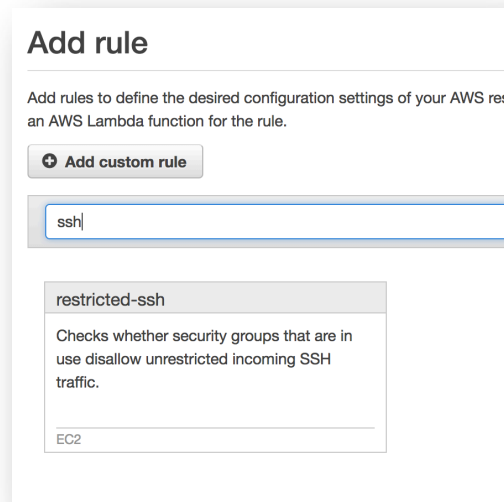 Add rule
Add rules to define the desired configuration settings of your AWS
an AWS Lambda function for the rule.
Add custom rule
ssh
restricted-ssh
Checks whether security groups that are in
use disallow unrestricted incoming SSH
traffic.
EC2